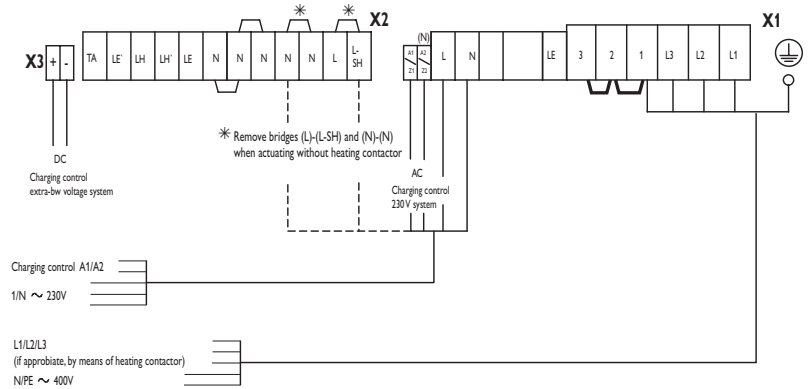 X2
X1
X3
+ -
TA LE' LH LH' LE N N N N N L L-SH
(N)
A1 A2
Z1 Z2
L N LE 3 2 1 L3 L2 L1
✳ ✳
✳ Remove bridges (L)-(L-SH) and (N)-(N)
when actuating without heating contactor
DC
Charging control
extra-bw voltage system
AC
Charging control
230 V system
Charging control A1/A2
1/N ~ 230V
L1/L2/L3
(if approbiate, by means of heating contactor)
N/PE ~ 400V